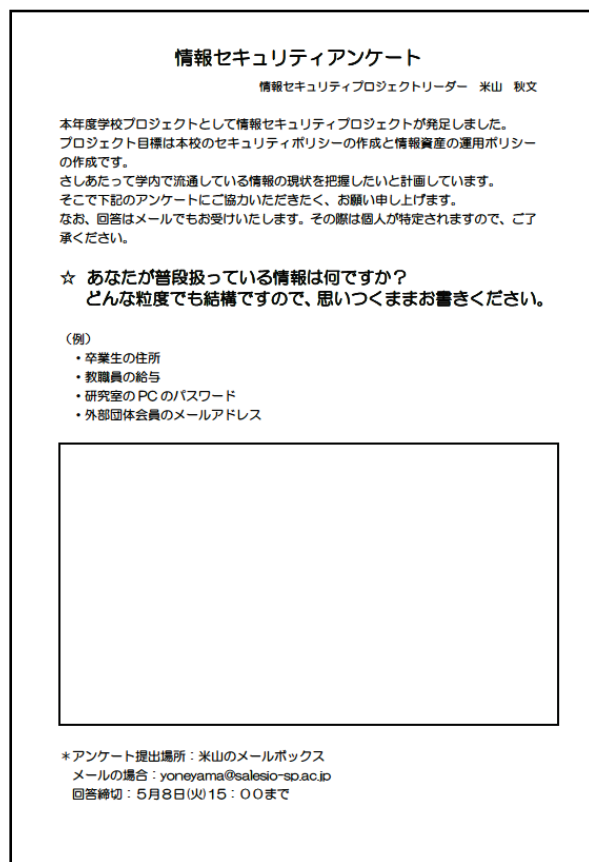 情報セキュリティアンケート
情報セキュリティプロジェクトリーダー　米山　秋文
本年度学校プロジェクトとして情報セキュリティプロジェクトが発足しました。
プロジェクト目標は本校のセキュリティポリシーの作成と情報資産の運用ポリシー
の作成です。
さしあたって学内で流通している情報の現状を把握したいと計画しています。
そこで下記のアンケートにご協力いただきたく、お願い申し上げます。
なお、回答はメールでもお受けいたします。その際は個人が特定されますので、ご了
承ください。
☆ あなたが普段扱っている情報は何ですか？
どんな粒度でも結構ですので、思いつくままお書きください。
（例）
・卒業生の住所
・教職員の給与
・研究室の PC のパスワード
・外部団体会員のメールアドレス
＊アンケート提出場所：米山のメールボックス
メールの場合：yoneyama@salesio-sp.ac.jp
回答締切：５月８日(火)１５：００まで